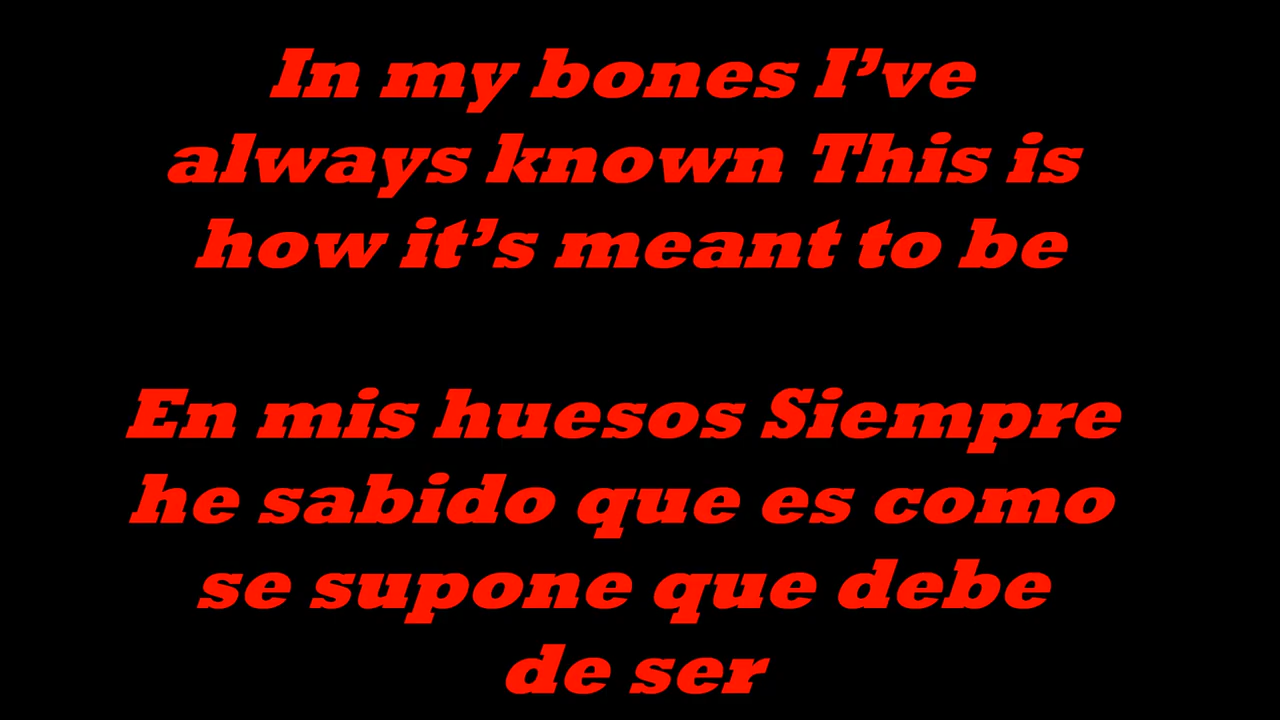 In my bones I’ve
always known This is
how it’s meant to be
En mis huesos Siempre
he sabido que es como
se supone que debe
de ser